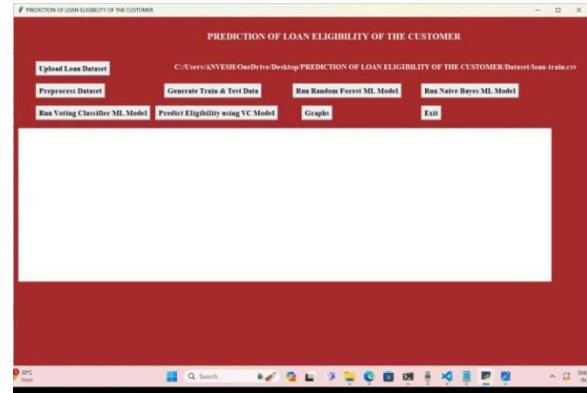 PREDICTION OF LOAN ELIGIBILITY OF THE CUSTOMER
PREDICTION OF LOAN ELIGIBILITY OF THE CUSTOMER
Upload Loan Dataset C:/Users/ANVESH/OneDrive/Desktop/PREDICTION OF LOAN ELIGIBILITY OF THE CUSTOMER/Dataset/loan-train.csv
Preprocess Dataset Generate Train & Test Data Run Random Forest ML Model Run Naive Bayes ML Model
Run Voting Classifier ML Model Predict Eligibility using VC Model Graphs Exit
30°C Search ENG
Haze